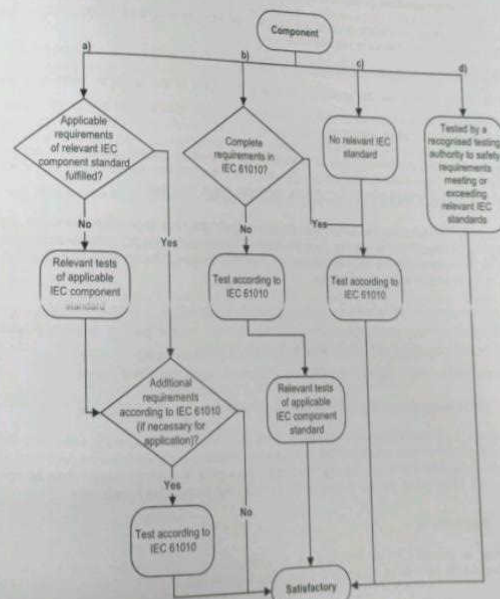 Component
a)
b)
c)
d)
Applicable
requirements
of relevant IEC
component standard
fulfilled?
Complete
requirements in
IEC 61010?
No relevant IEC
standard
Tested by a
recognised testing
authority to safety
requirements
meeting or
exceeding
relevant IEC
standards
No
Yes
No
Yes
Relevant tests
of applicable
IEC component
standard
Test according to
IEC 61010
Test according to
IEC 61010
Additional
requirements
according to IEC 61010
(if necessary for
application)?
Relevant tests
of applicable
IEC component
standard
Yes
No
Test according to
IEC 61010
Satisfactory